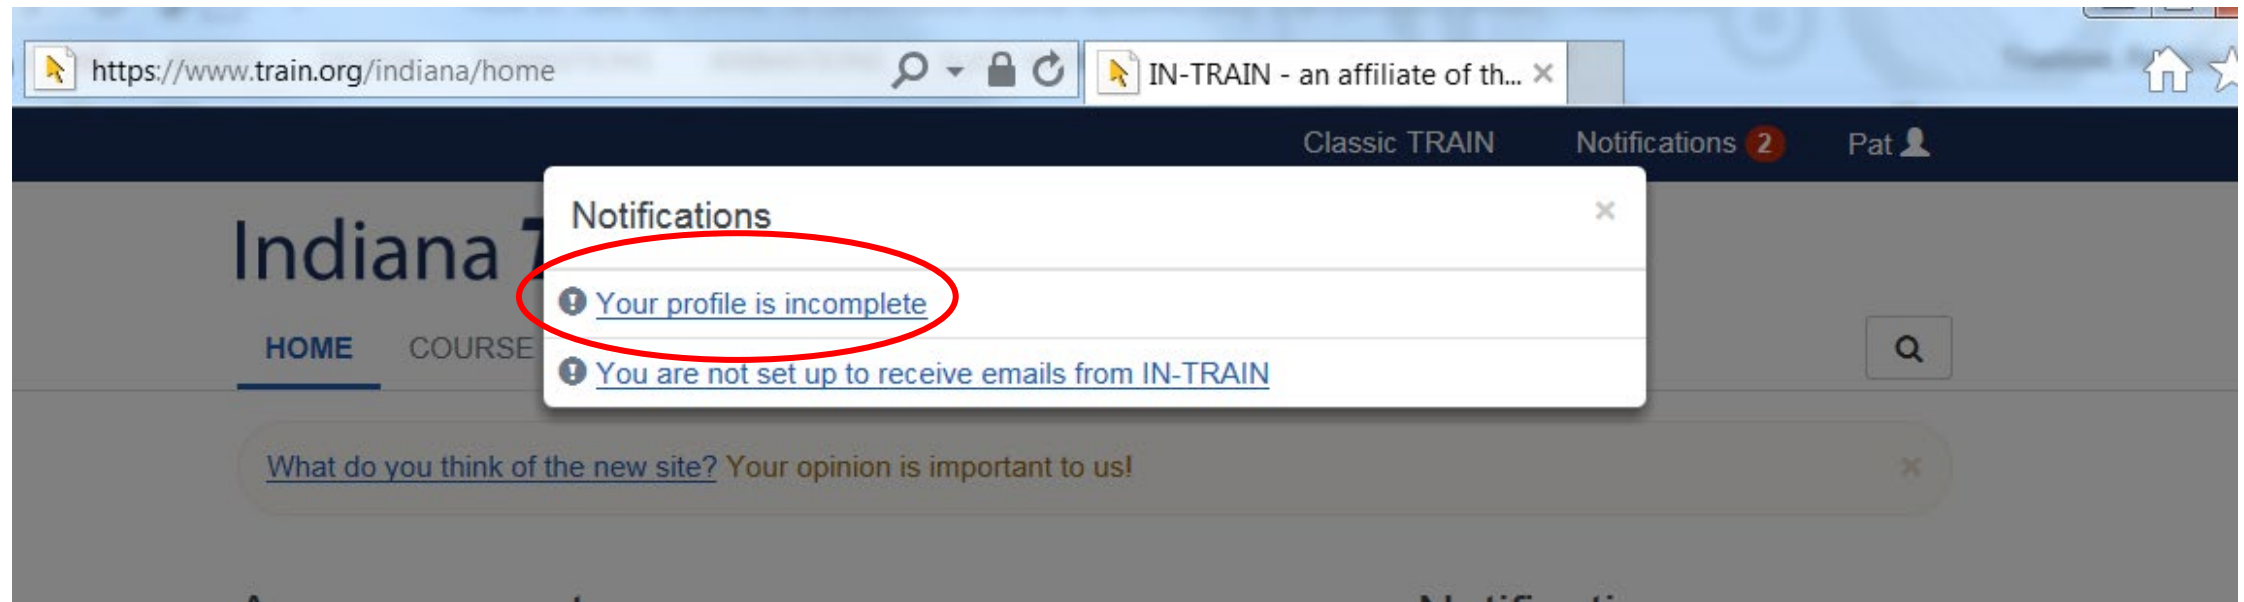 https://www.train.org/indiana/home
IN-TRAIN - an affiliate of th...
Classic TRAIN Notifications 2 Pat
Indiana
Notifications
Your profile is incomplete
HOME COURSE
You are not set up to receive emails from IN-TRAIN
What do you think of the new site? Your opinion is important to us!